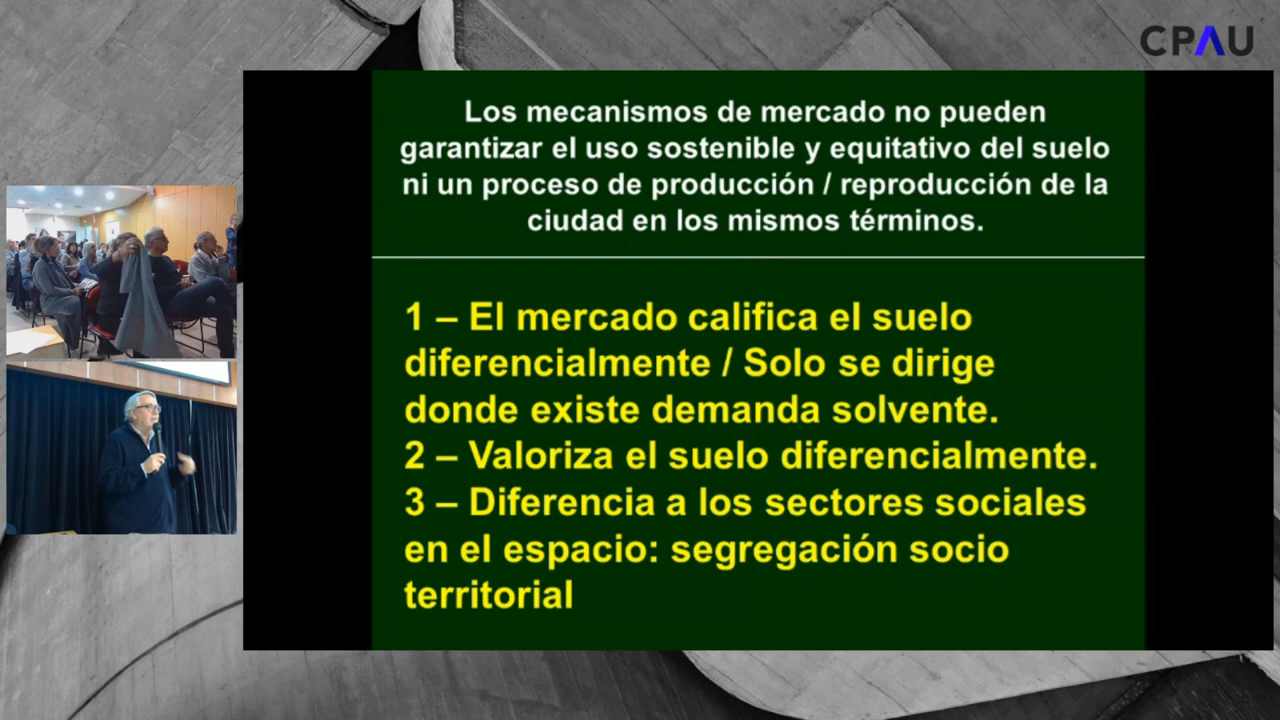 CPAU
Los mecanismos de mercado no pueden
garantizar el uso sostenible y equitativo del suelo
ni un proceso de producción / reproducción de la
ciudad en los mismos términos.
1 – El mercado califica el suelo
diferencialmente / Solo se dirige
donde existe demanda solvente.
2 – Valoriza el suelo diferencialmente.
3 – Diferencia a los sectores sociales
en el espacio: segregación socio
territorial